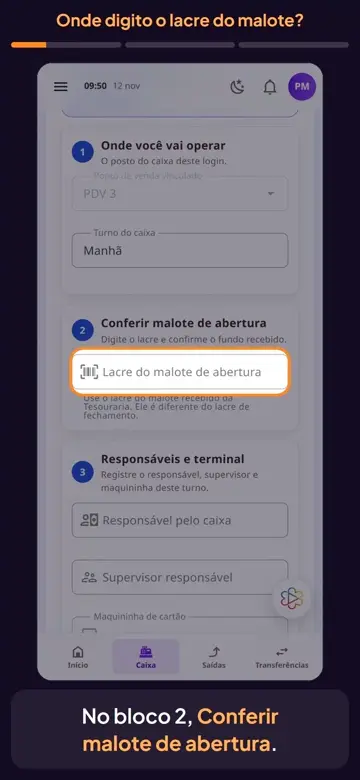 Onde digito o lacre do malote?
09:50 12 nov
PM
1
Onde você vai operar
O posto do caixa deste login.
Ponto de venda vinculado
PDV 3
Turno do caixa
Manhã
2
Conferir malote de abertura
Digite o lacre e confirme o fundo recebido.
Lacre do malote de abertura
Use o lacre do malote recebido da
Tesouraria. Ele é diferente do lacre de
fechamento.
3
Responsáveis e terminal
Registre o responsável, supervisor e
maquininha deste turno.
Responsável pelo caixa
Supervisor responsável
Maquininha de cartão
Início
Caixa
Saídas
Transferências
No bloco 2, Conferir
malote de abertura.